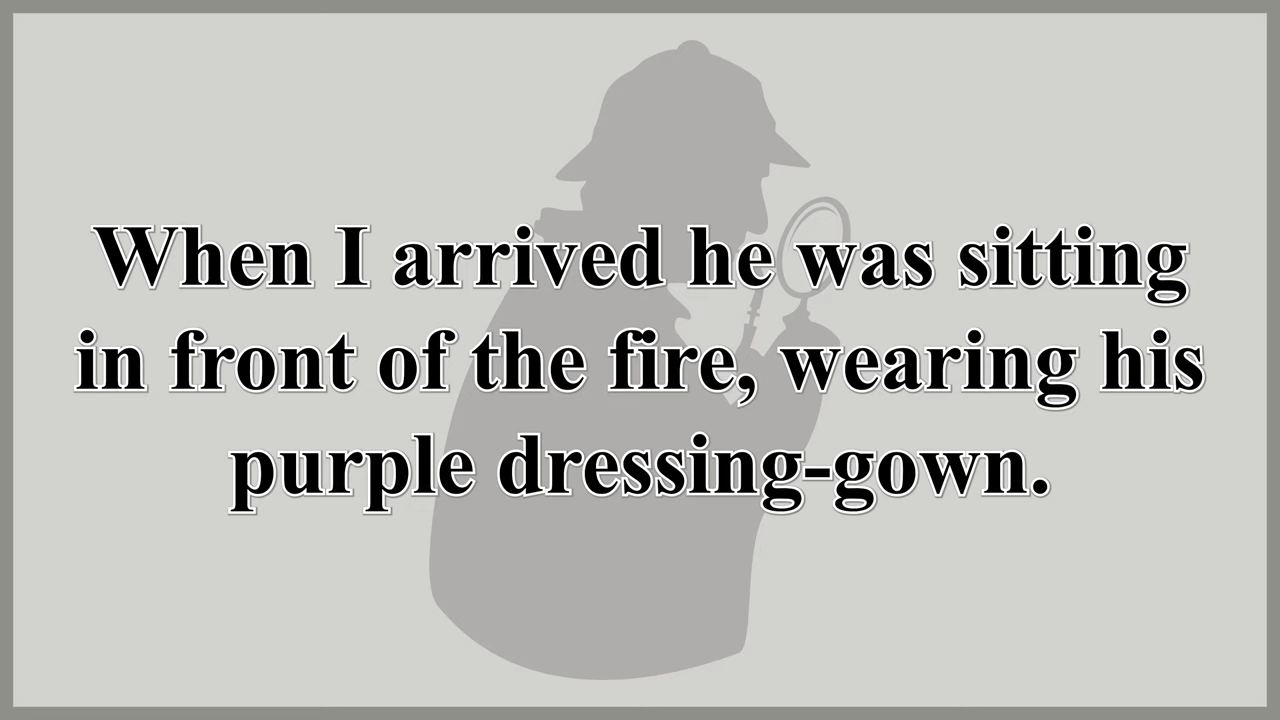 When I arrived he was sitting
in front of the fire, wearing his
purple dressing-gown.